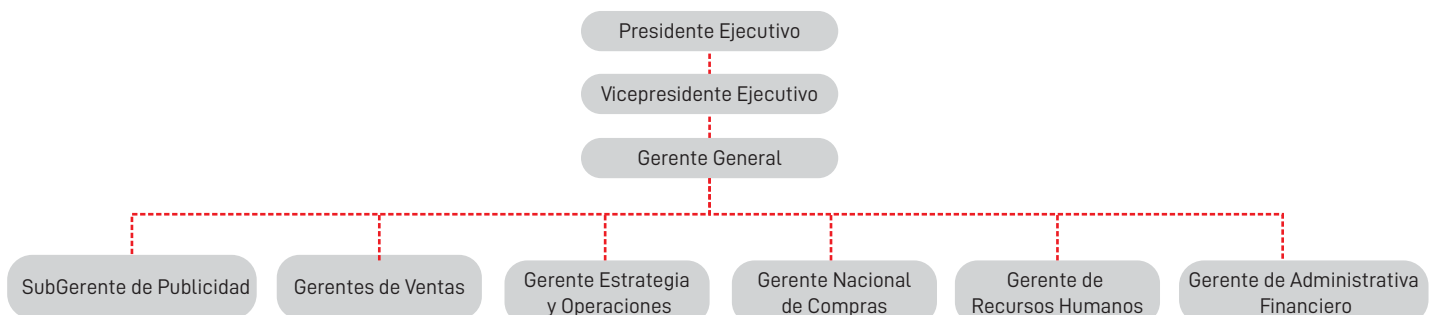 Presidente Ejecutivo
Vicepresidente Ejecutivo
Gerente General
SubGerente de Publicidad
Gerentes de Ventas
Gerente Estrategia
y Operaciones
Gerente Nacional
de Compras
Gerente de
Recursos Humanos
Gerente de Administrativa
Financiero